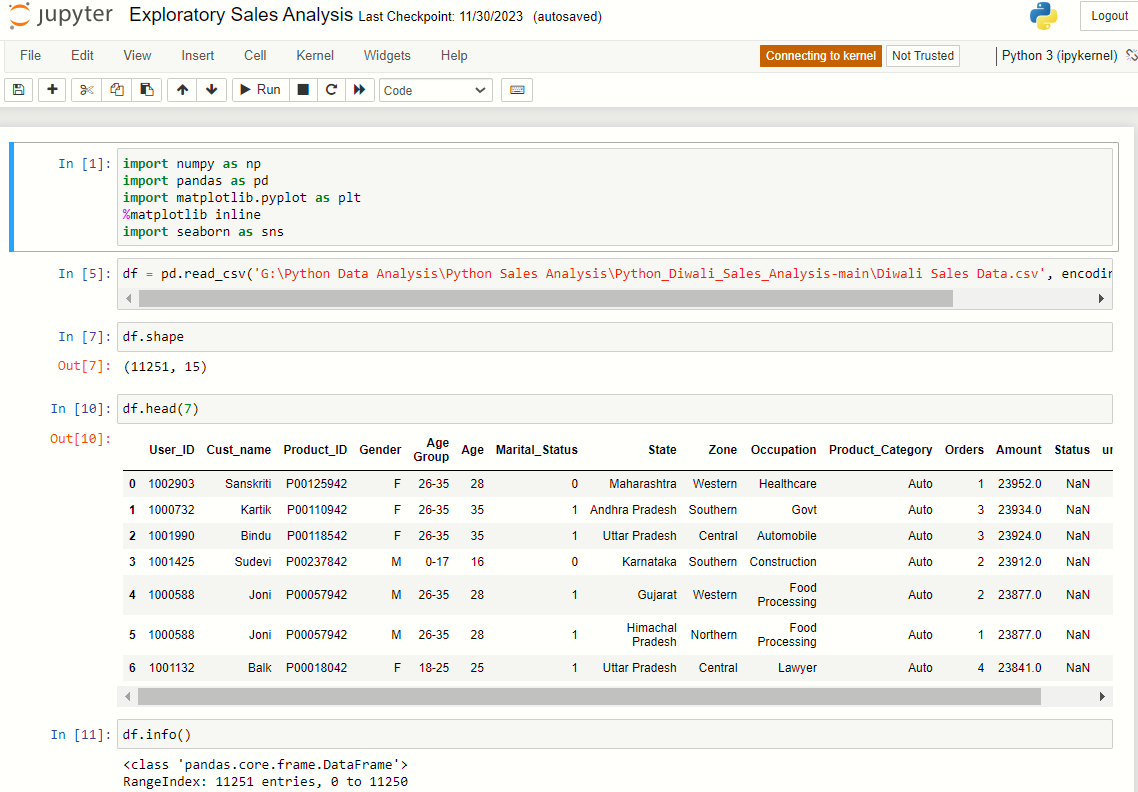 jupyter Exploratory Sales Analysis Last Checkpoint: 11/30/2023 (autosaved) Logout
File Edit View Insert Cell Kernel Widgets Help Connecting to kernel Not Trusted Python 3 (ipykernel)
Run Code
In [1]: import numpy as np
import pandas as pd
import matplotlib.pyplot as plt
%matplotlib inline
import seaborn as sns
In [5]: df = pd.read_csv('G:\Python Data Analysis\Python Sales Analysis\Python_Diwali_Sales_Analysis-main\Diwali Sales Data.csv', encodin
In [7]: df.shape
Out[7]: (11251, 15)
In [10]: df.head(7)
Out[10]:
User_ID Cust_name Product_ID Gender Age Group Age Marital_Status State Zone Occupation Product_Category Orders Amount Status
0 1002903 Sanskriti P00125942 F 26-35 28 0 Maharashtra Western Healthcare Auto 1 23952.0 NaN
1 1000732 Kartik P00110942 F 26-35 35 1 Andhra Pradesh Southern Govt Auto 3 23934.0 NaN
2 1001990 Bindu P00118542 F 26-35 35 1 Uttar Pradesh Central Automobile Auto 3 23924.0 NaN
3 1001425 Sudevi P00237842 M 0-17 16 0 Karnataka Southern Construction Auto 2 23912.0 NaN
4 1000588 Joni P00057942 M 26-35 28 1 Gujarat Western Food Processing Auto 2 23877.0 NaN
5 1000588 Joni P00057942 M 26-35 28 1 Himachal Pradesh Northern Food Processing Auto 1 23877.0 NaN
6 1001132 Balk P00018042 F 18-25 25 1 Uttar Pradesh Central Lawyer Auto 4 23841.0 NaN
In [11]: df.info()
<class 'pandas.core.frame.DataFrame'>
RangeIndex: 11251 entries, 0 to 11250